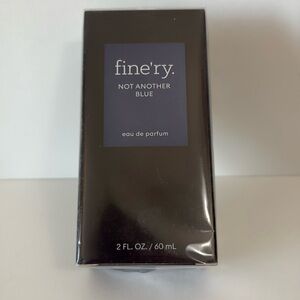 fine'ry.
NOT ANOTHER
BLUE
eau de parfum
2 FL. OZ. / 60 mL